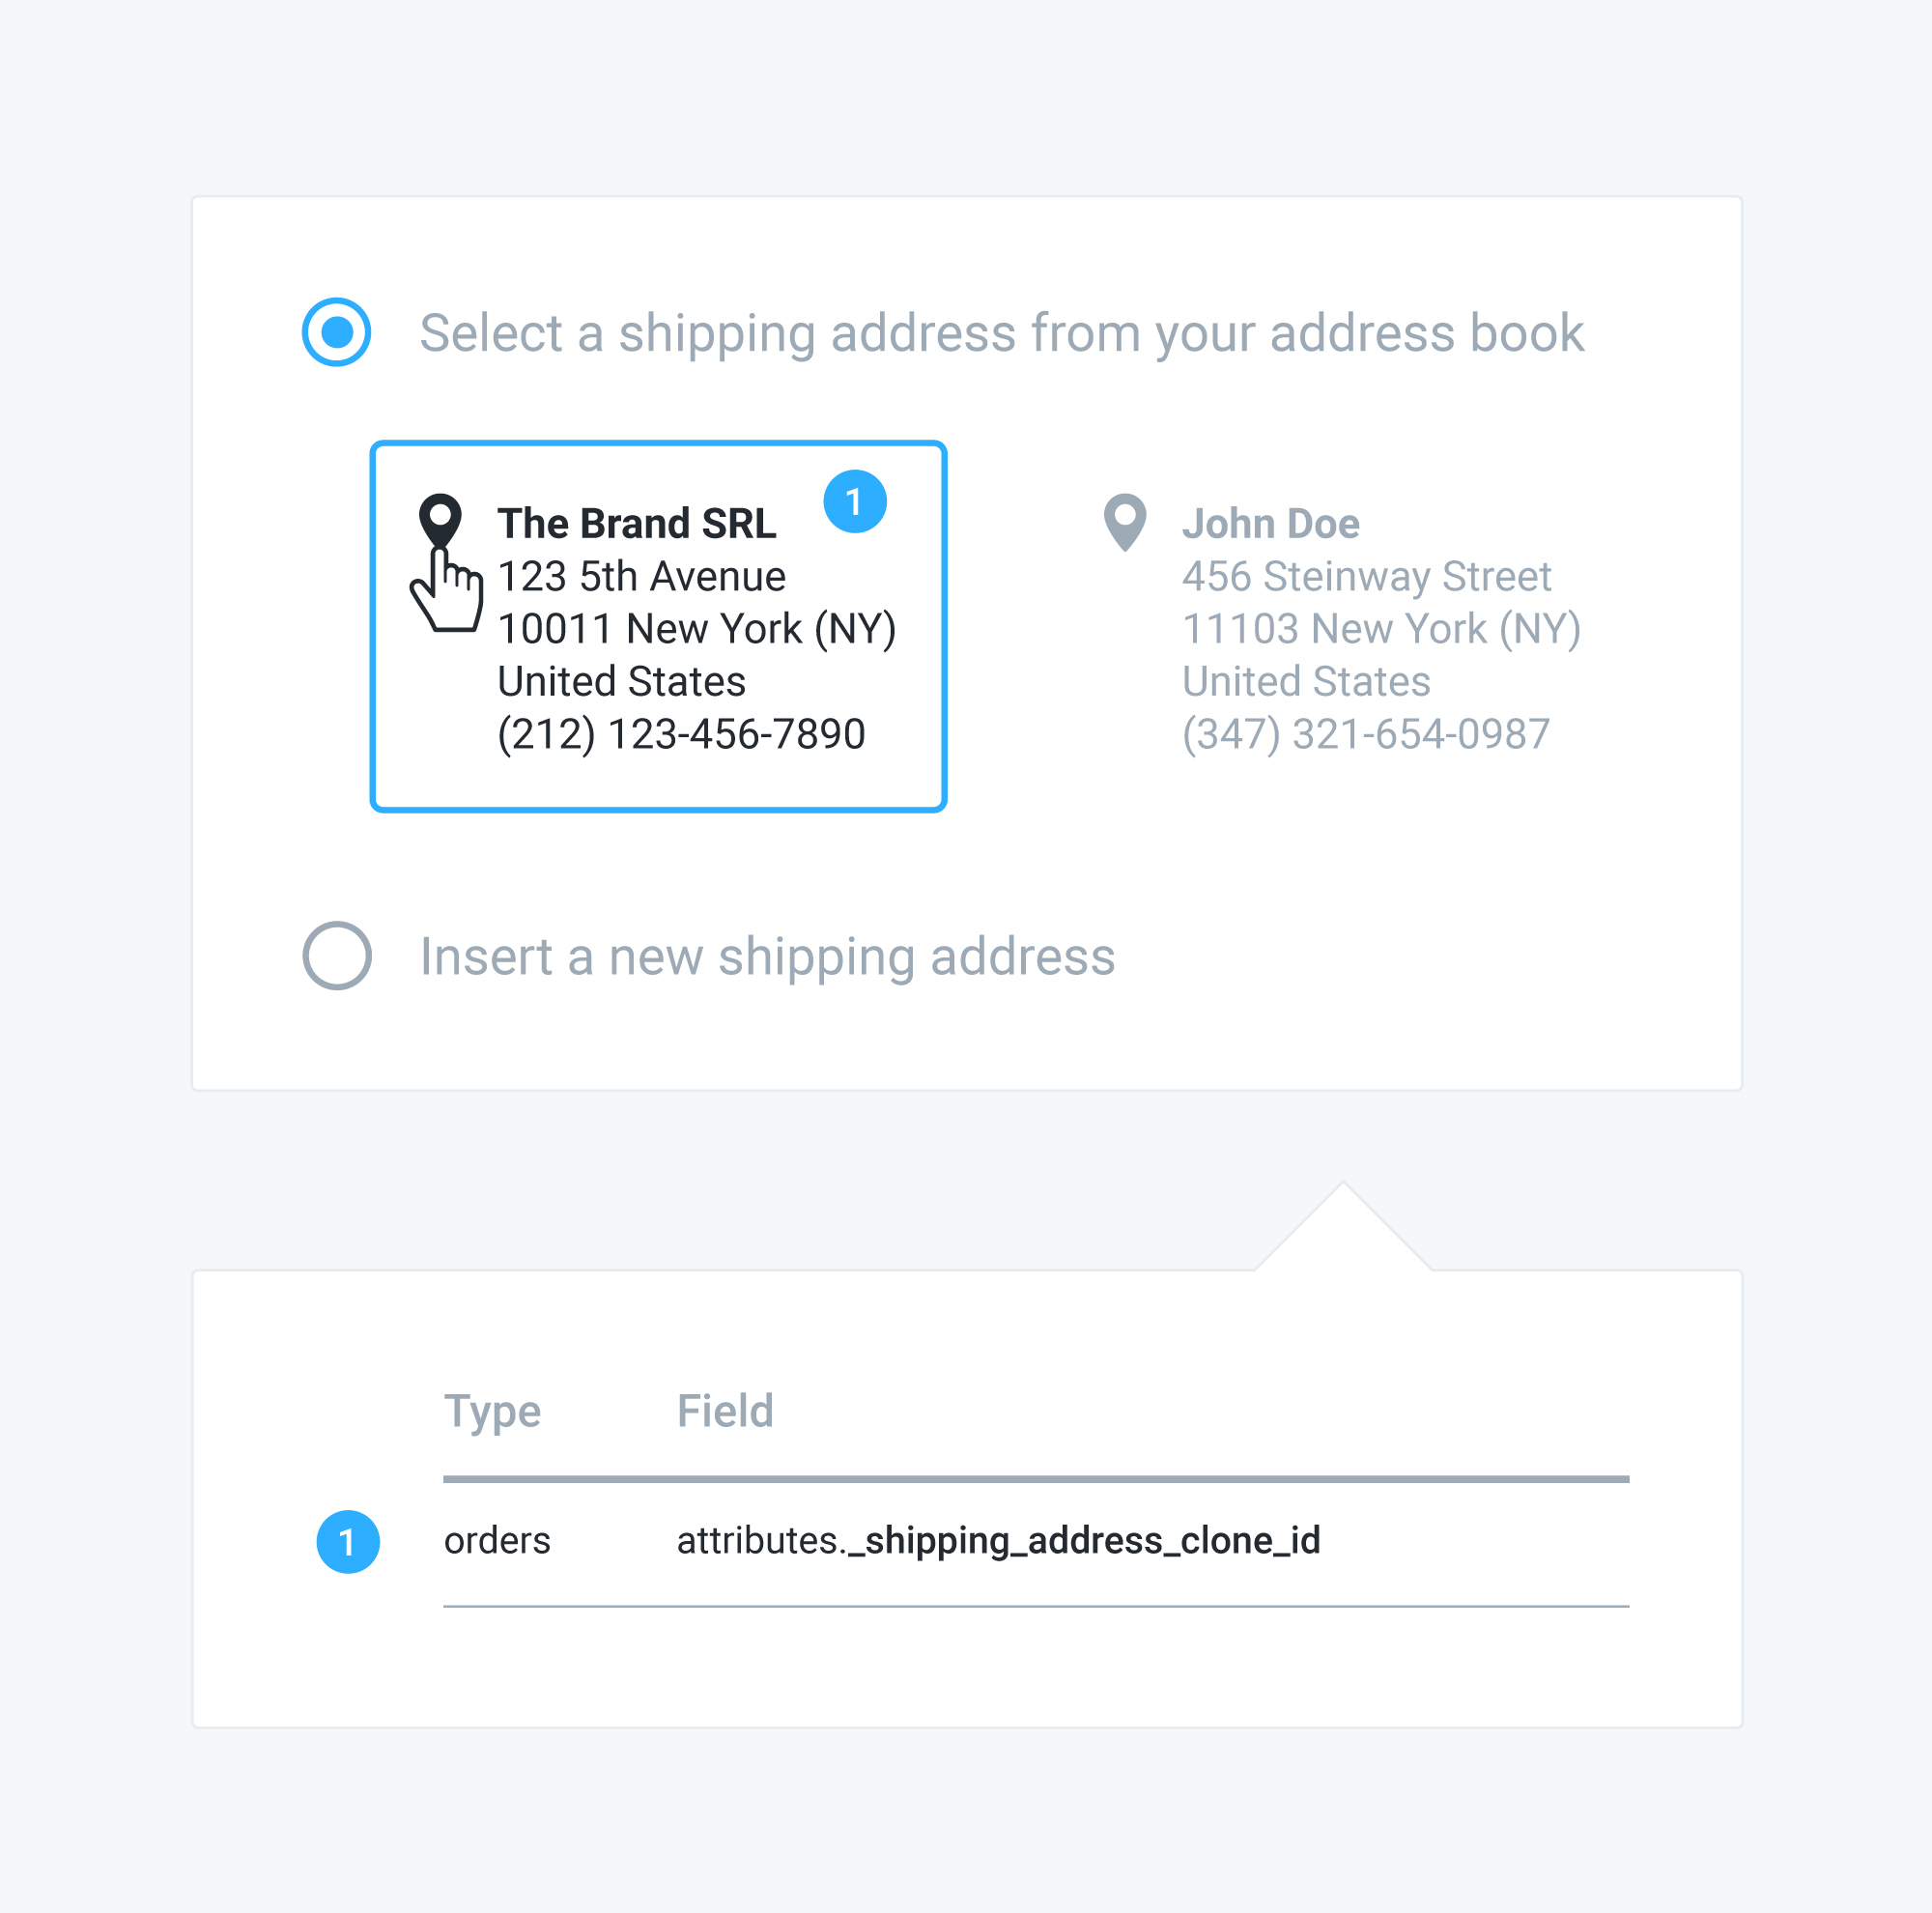 Select a shipping address from your address book
1
The Brand SRL
123 5th Avenue
10011 New York (NY)
United States
(212) 123-456-7890
John Doe
456 Steinway Street
11103 New York (NY)
United States
(347) 321-654-0987
Insert a new shipping address
Type Field
1 orders attributes._shipping_address_clone_id